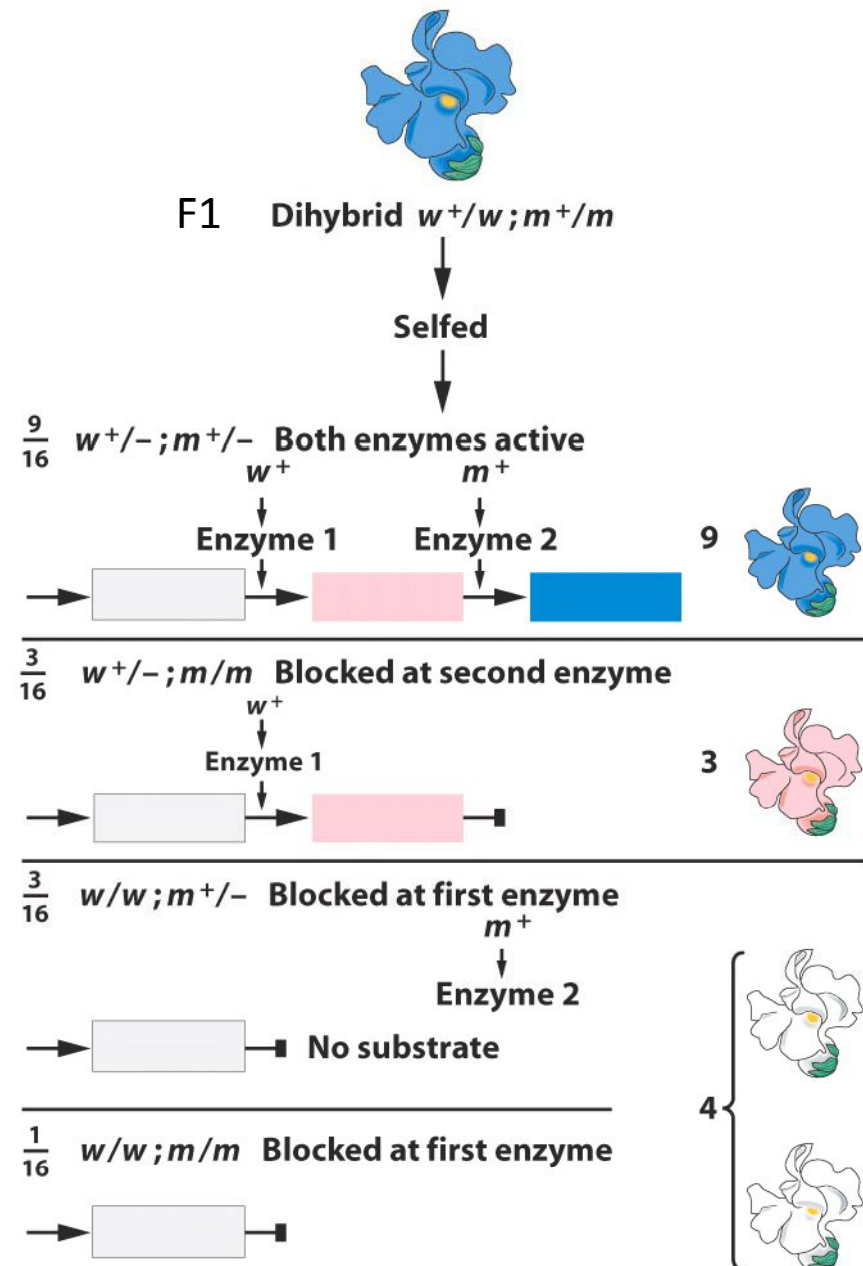 F1 Dihybrid w⁺/w ; m⁺/m
Selfed
9/16 w⁺/– ; m⁺/– Both enzymes active
w⁺ m⁺
Enzyme 1 Enzyme 2 9
3/16 w⁺/– ; m/m Blocked at second enzyme
w⁺
Enzyme 1 3
3/16 w/w ; m⁺/– Blocked at first enzyme
m⁺
Enzyme 2
No substrate
4
1/16 w/w ; m/m Blocked at first enzyme